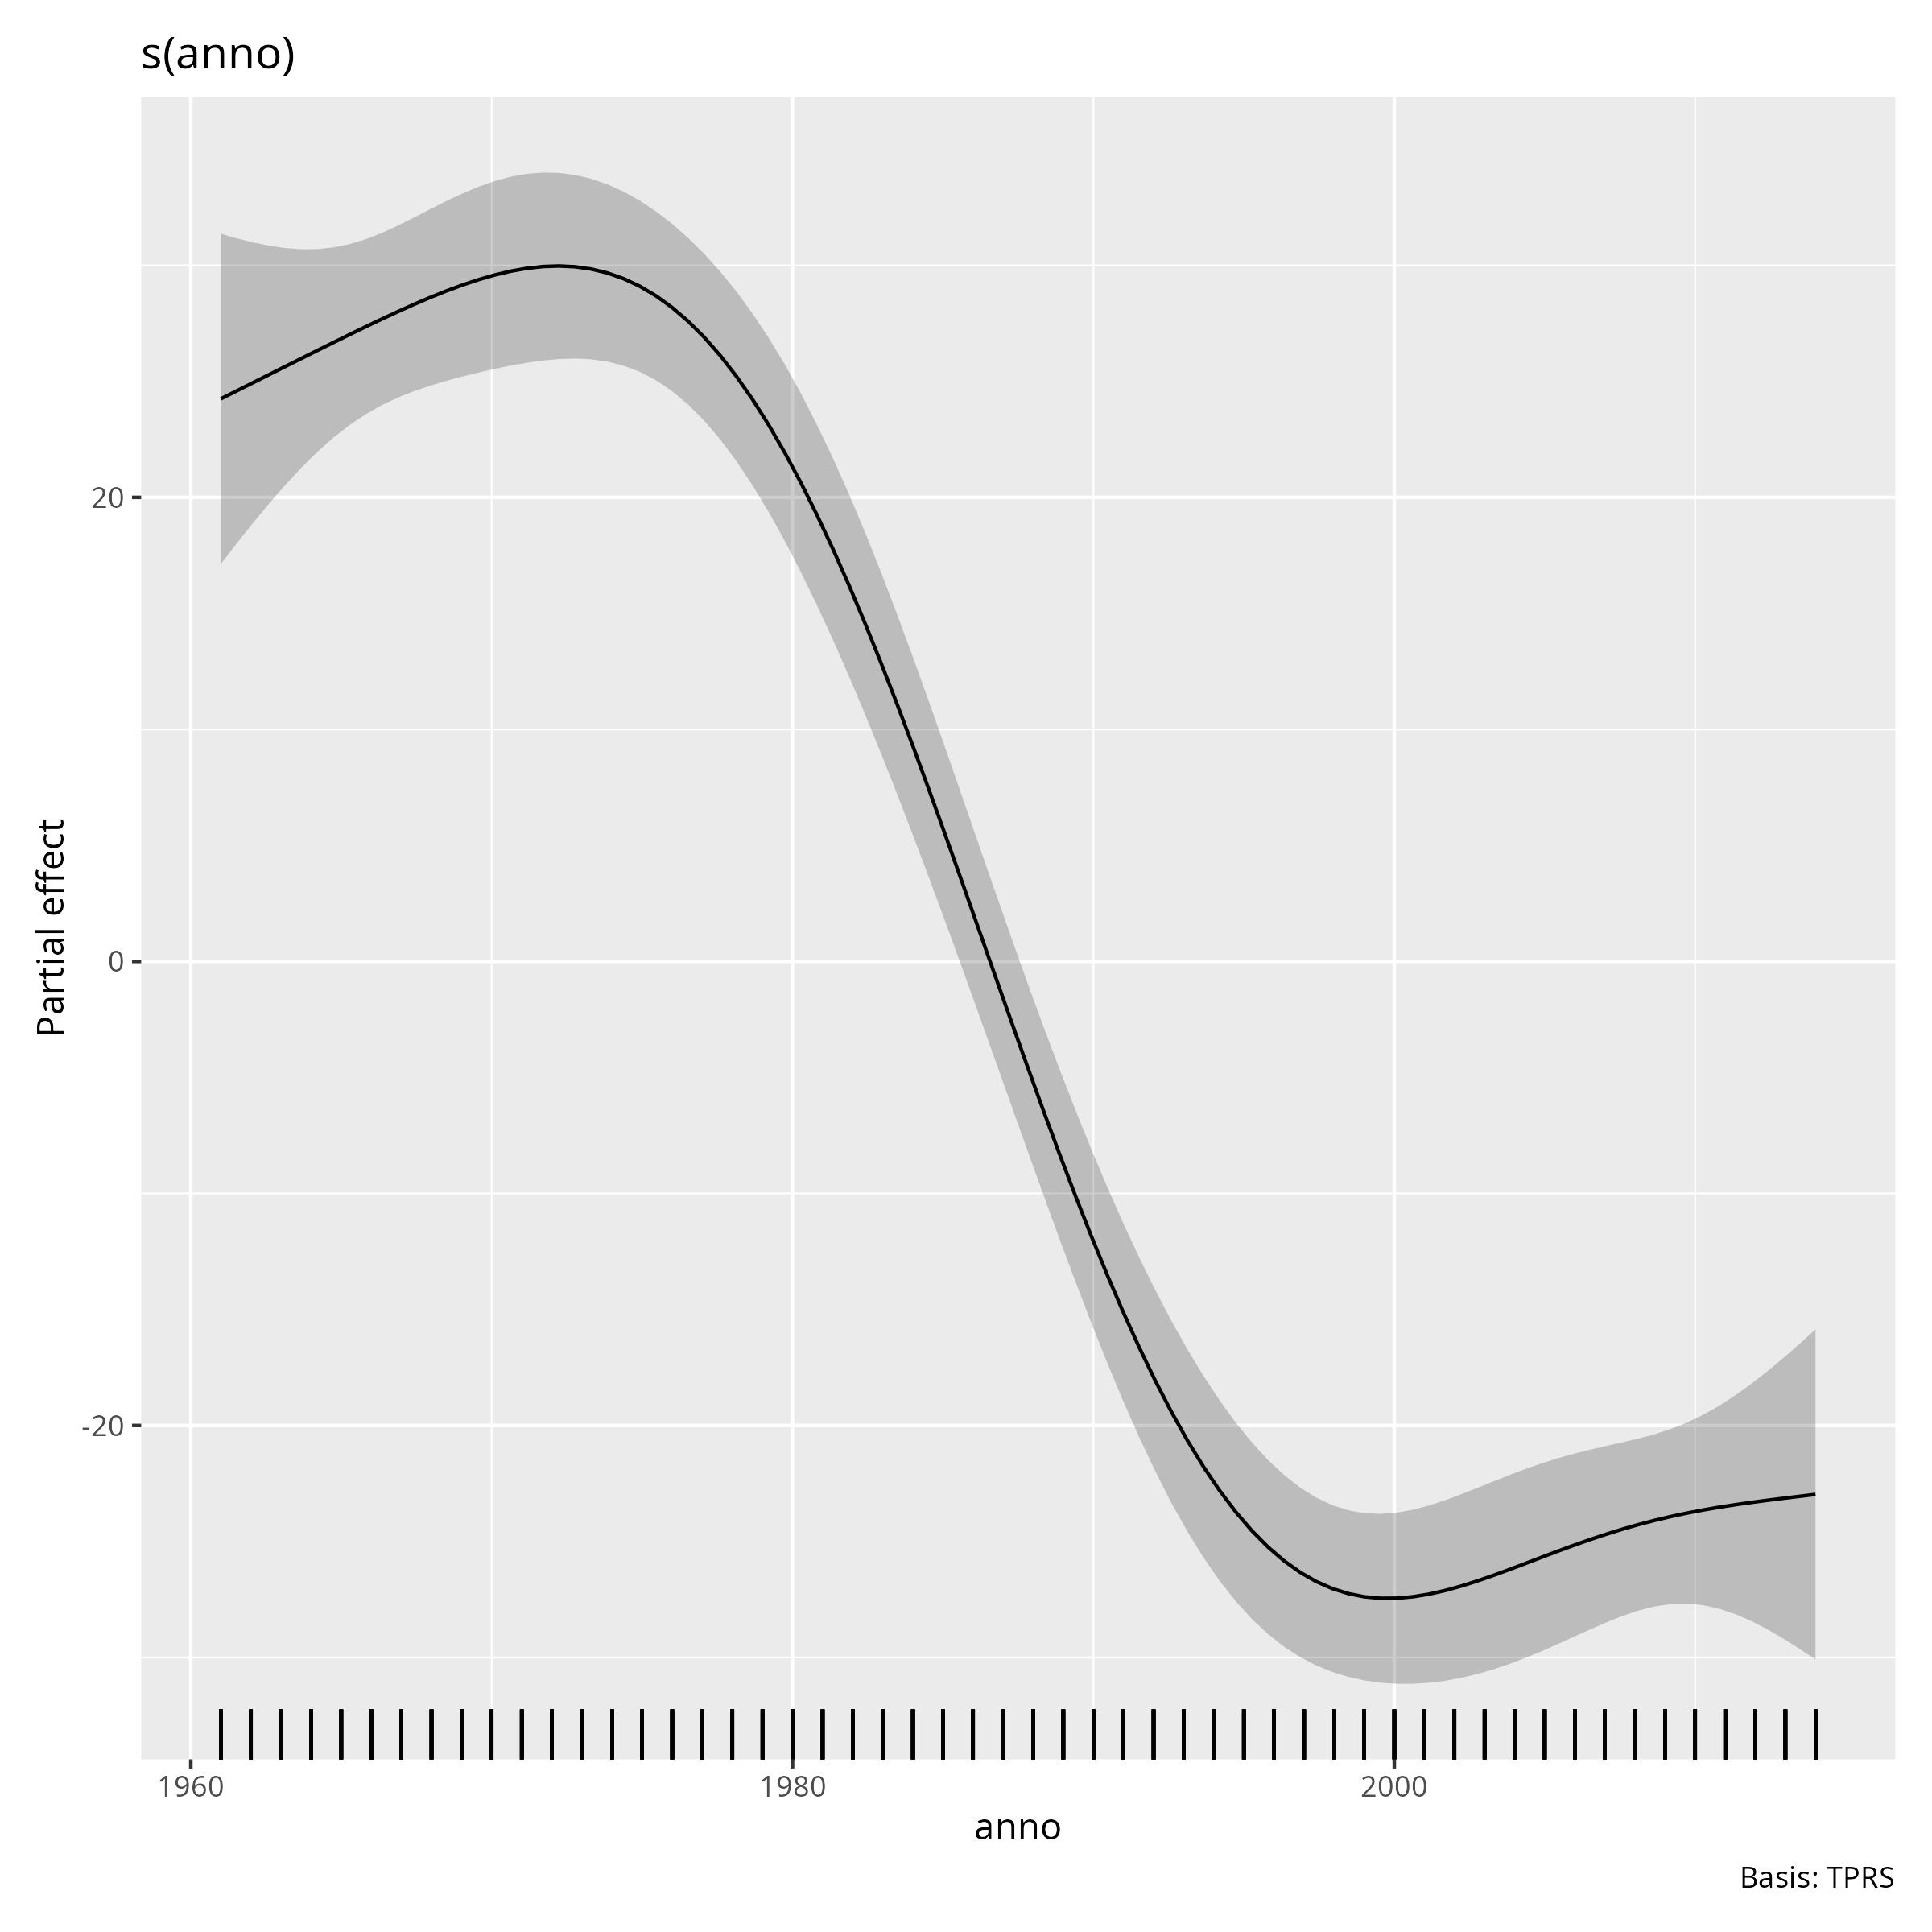 s(anno)
Partial effect
20
0
-20
1960 1980 2000
anno
Basis: TPRS